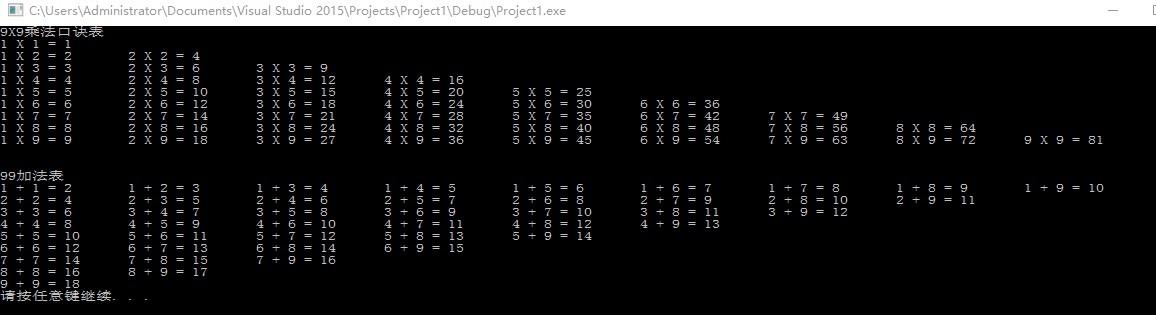 C:\Users\Administrator\Documents\Visual Studio 2015\Projects\Project1\Debug\Project1.exe
9X9乘法口诀表
1 X 1 = 1
1 X 2 = 2 2 X 2 = 4
1 X 3 = 3 2 X 3 = 6 3 X 3 = 9
1 X 4 = 4 2 X 4 = 8 3 X 4 = 12 4 X 4 = 16
1 X 5 = 5 2 X 5 = 10 3 X 5 = 15 4 X 5 = 20 5 X 5 = 25
1 X 6 = 6 2 X 6 = 12 3 X 6 = 18 4 X 6 = 24 5 X 6 = 30 6 X 6 = 36
1 X 7 = 7 2 X 7 = 14 3 X 7 = 21 4 X 7 = 28 5 X 7 = 35 6 X 7 = 42 7 X 7 = 49
1 X 8 = 8 2 X 8 = 16 3 X 8 = 24 4 X 8 = 32 5 X 8 = 40 6 X 8 = 48 7 X 8 = 56 8 X 8 = 64
1 X 9 = 9 2 X 9 = 18 3 X 9 = 27 4 X 9 = 36 5 X 9 = 45 6 X 9 = 54 7 X 9 = 63 8 X 9 = 72 9 X 9 = 81
99加法表
1 + 1 = 2 1 + 2 = 3 1 + 3 = 4 1 + 4 = 5 1 + 5 = 6 1 + 6 = 7 1 + 7 = 8 1 + 8 = 9 1 + 9 = 10
2 + 2 = 4 2 + 3 = 5 2 + 4 = 6 2 + 5 = 7 2 + 6 = 8 2 + 7 = 9 2 + 8 = 10 2 + 9 = 11
3 + 3 = 6 3 + 4 = 7 3 + 5 = 8 3 + 6 = 9 3 + 7 = 10 3 + 8 = 11 3 + 9 = 12
4 + 4 = 8 4 + 5 = 9 4 + 6 = 10 4 + 7 = 11 4 + 8 = 12 4 + 9 = 13
5 + 5 = 10 5 + 6 = 11 5 + 7 = 12 5 + 8 = 13 5 + 9 = 14
6 + 6 = 12 6 + 7 = 13 6 + 8 = 14 6 + 9 = 15
7 + 7 = 14 7 + 8 = 15 7 + 9 = 16
8 + 8 = 16 8 + 9 = 17
9 + 9 = 18
请按任意键继续. . .